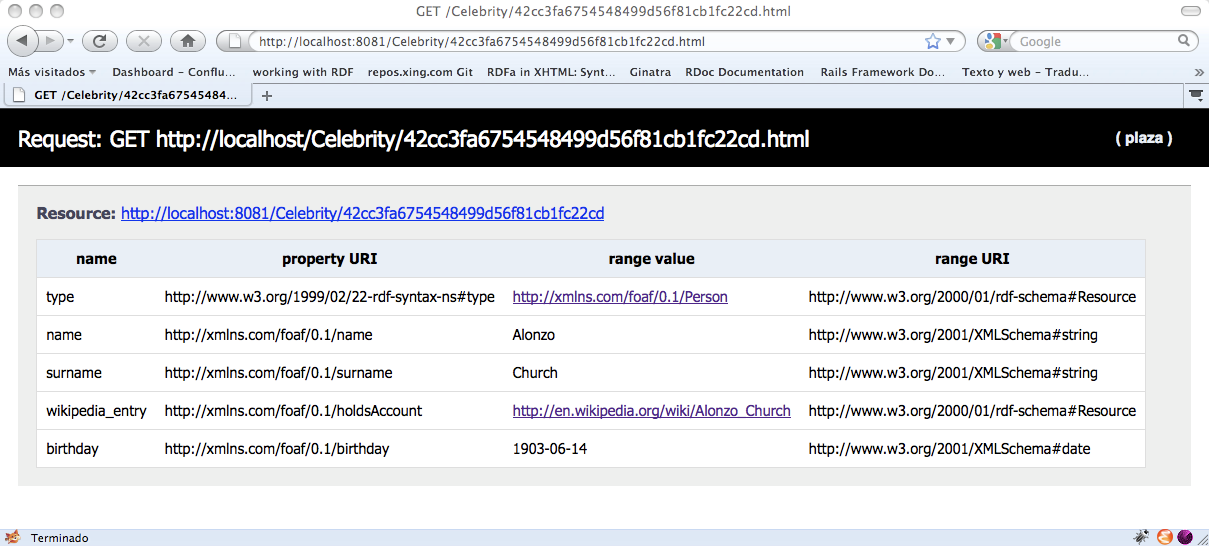 GET /Celebrity/42cc3fa6754548499d56f81cb1fc22cd.html
http://localhost:8081/Celebrity/42cc3fa6754548499d56f81cb1fc22cd.html Google
Más visitados Dashboard – Conflu... working with RDF repos.xing.com Git RDFa in XHTML: Synt... Ginatra RDoc Documentation Rails Framework Do... Texto y web – Tradu... »
GET /Celebrity/42cc3fa67545484... +
Request: GET http://localhost/Celebrity/42cc3fa6754548499d56f81cb1fc22cd.html ( plaza )
Resource: http://localhost:8081/Celebrity/42cc3fa6754548499d56f81cb1fc22cd
name property URI range value range URI
type http://www.w3.org/1999/02/22-rdf-syntax-ns#type http://xmlns.com/foaf/0.1/Person http://www.w3.org/2000/01/rdf-schema#Resource
name http://xmlns.com/foaf/0.1/name Alonzo http://www.w3.org/2001/XMLSchema#string
surname http://xmlns.com/foaf/0.1/surname Church http://www.w3.org/2001/XMLSchema#string
wikipedia_entry http://xmlns.com/foaf/0.1/holdsAccount http://en.wikipedia.org/wiki/Alonzo_Church http://www.w3.org/2000/01/rdf-schema#Resource
birthday http://xmlns.com/foaf/0.1/birthday 1903-06-14 http://www.w3.org/2001/XMLSchema#date
Terminado